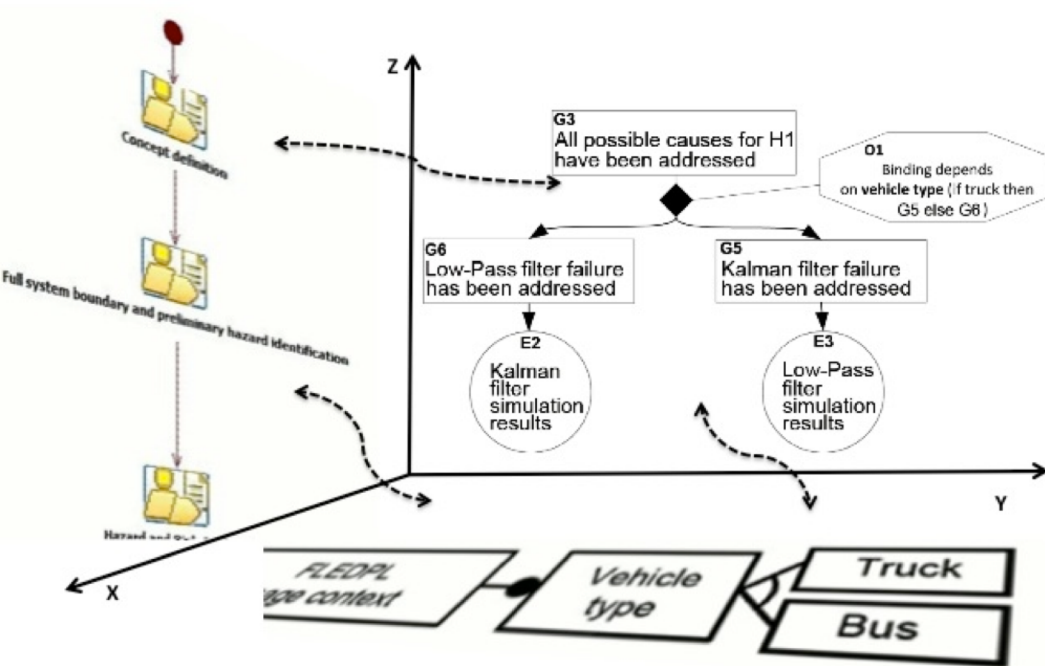 Concept definition
Full system boundary and preliminary hazard identification
Hazard and
Z
G3
All possible causes for H1
have been addressed
O1
Binding depends
on vehicle type (if truck then
G5 else G6)
G6
Low-Pass filter failure
has been addressed
G5
Kalman filter failure
has been addressed
E2
Kalman
filter
simulation
results
E3
Low-Pass
filter
simulation
results
Y
X
FLEDPL
context
Vehicle
type
Truck
Bus